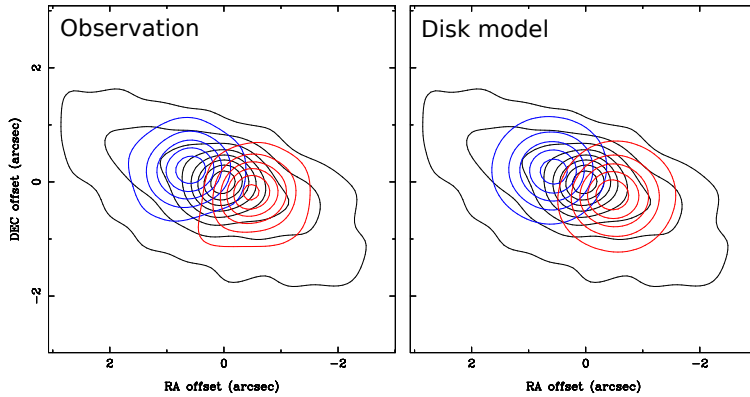 Observation
Disk model
2
0
−2
DEC offset (arcsec)
2
0
−2
RA offset (arcsec)
2
0
−2
RA offset (arcsec)